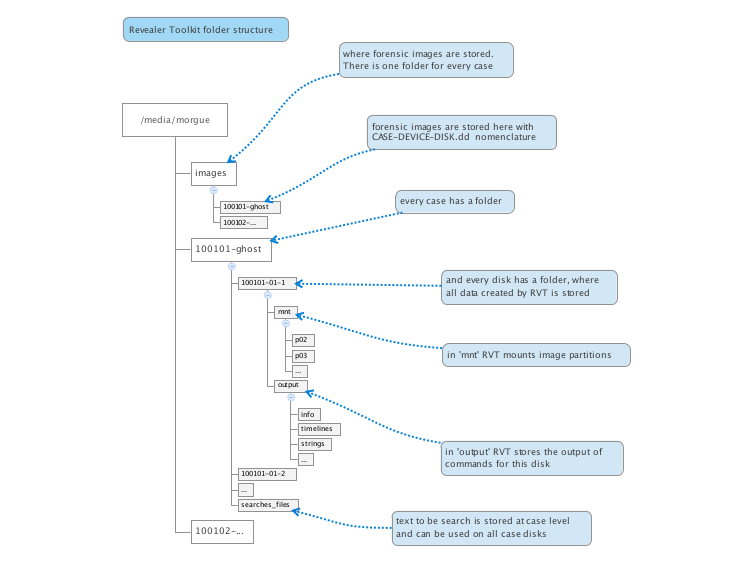 Revealer Toolkit folder structure
where forensic images are stored.
There is one folder for every case
/media/morgue
forensic images are stored here with
CASE-DEVICE-DISK.dd nomenclature
images
every case has a folder
100101-ghost
100102-...
100101-ghost
and every disk has a folder, where
all data created by RVT is stored
100101-01-1
mnt
p02
in 'mnt' RVT mounts image partitions
p03
...
output
info
timelines
strings
in 'output' RVT stores the output of
commands for this disk
...
100101-01-2
...
searches_files
text to be search is stored at case level
and can be used on all case disks
100102-...